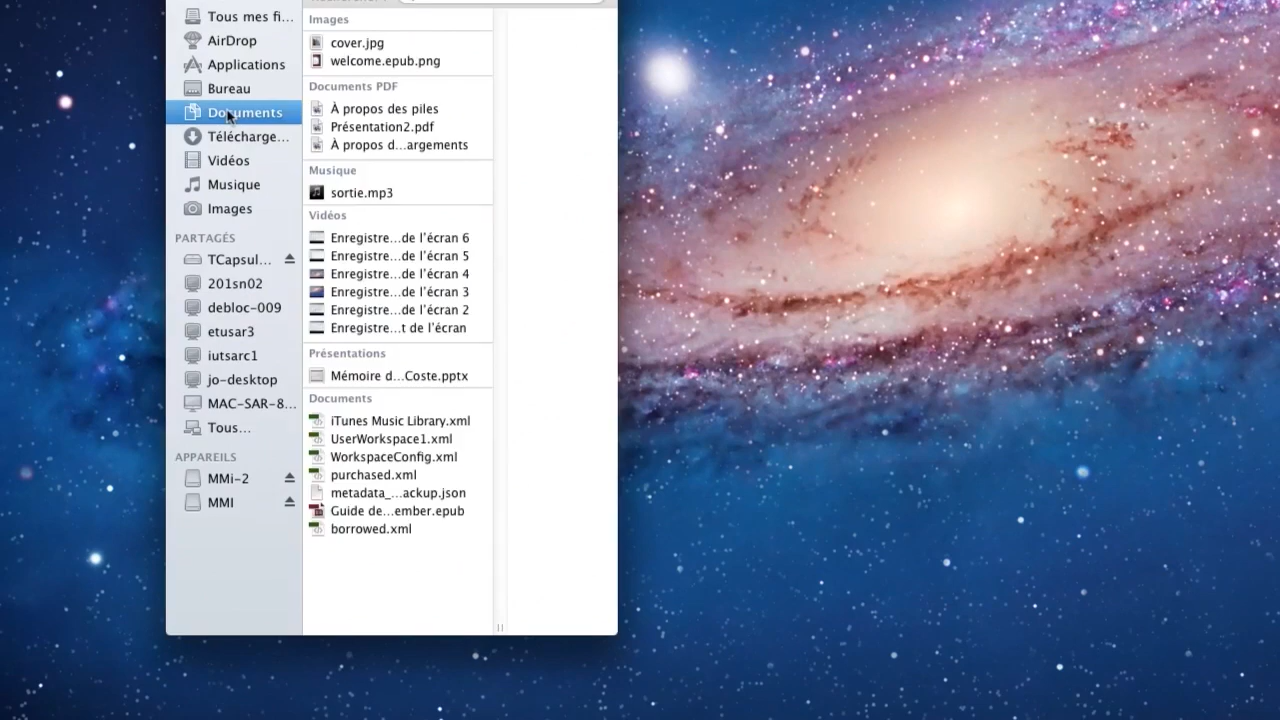 Tous mes fi...
AirDrop
Applications
Bureau
Documents
Télécharge...
Vidéos
Musique
Images
PARTAGÉS
TCapsul...
201sn02
debloc-009
etusar3
iutsarc1
jo-desktop
MAC-SAR-8...
Tous...
APPAREILS
MMi-2
MMI
Images
cover.jpg
welcome.epub.png
Documents PDF
À propos des piles
Présentation2.pdf
À propos d...argements
Musique
sortie.mp3
Vidéos
Enregistre...de l'écran 6
Enregistre...de l'écran 5
Enregistre...de l'écran 4
Enregistre...de l'écran 3
Enregistre...de l'écran 2
Enregistre...t de l'écran
Présentations
Mémoire d...Coste.pptx
Documents
iTunes Music Library.xml
UserWorkspace1.xml
WorkspaceConfig.xml
purchased.xml
metadata_...ackup.json
Guide de...ember.epub
borrowed.xml